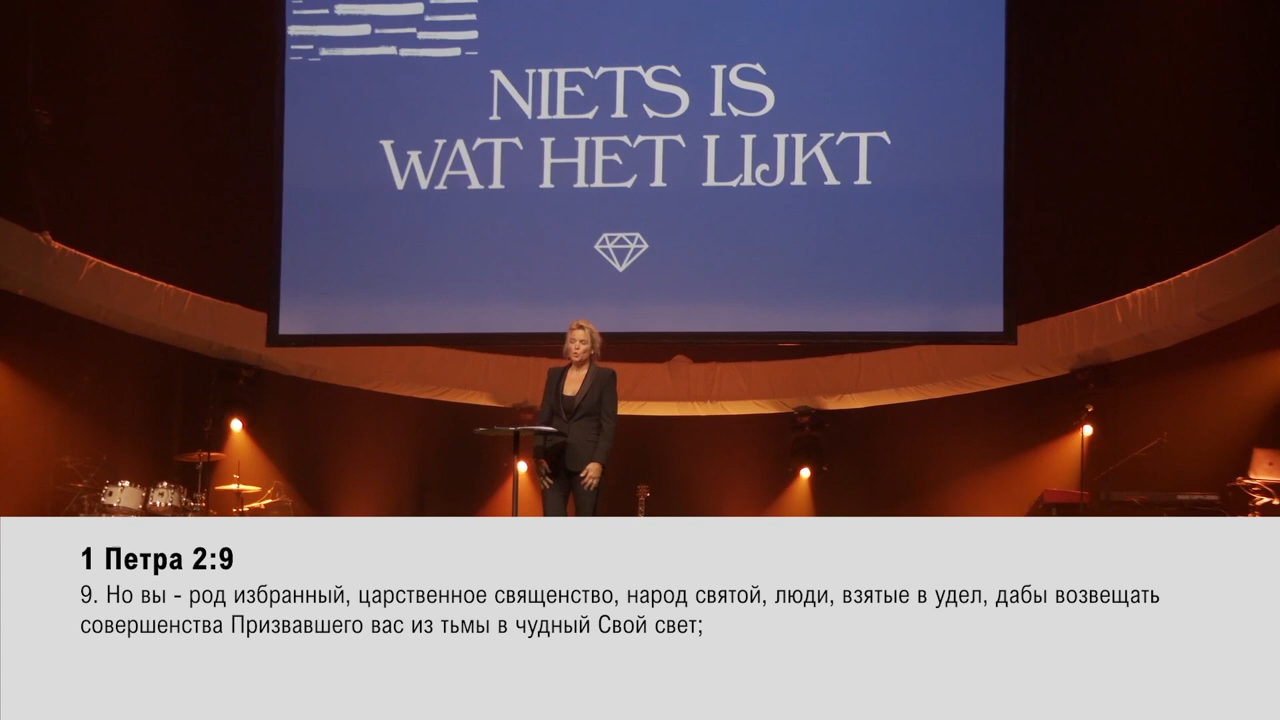 NIETS IS
WAT HET LIJKT
1 Петра 2:9
9. Но вы - род избранный, царственное священство, народ святой, люди, взятые в удел, дабы возвещать
совершенства Призвавшего вас из тьмы в чудный Свой свет;